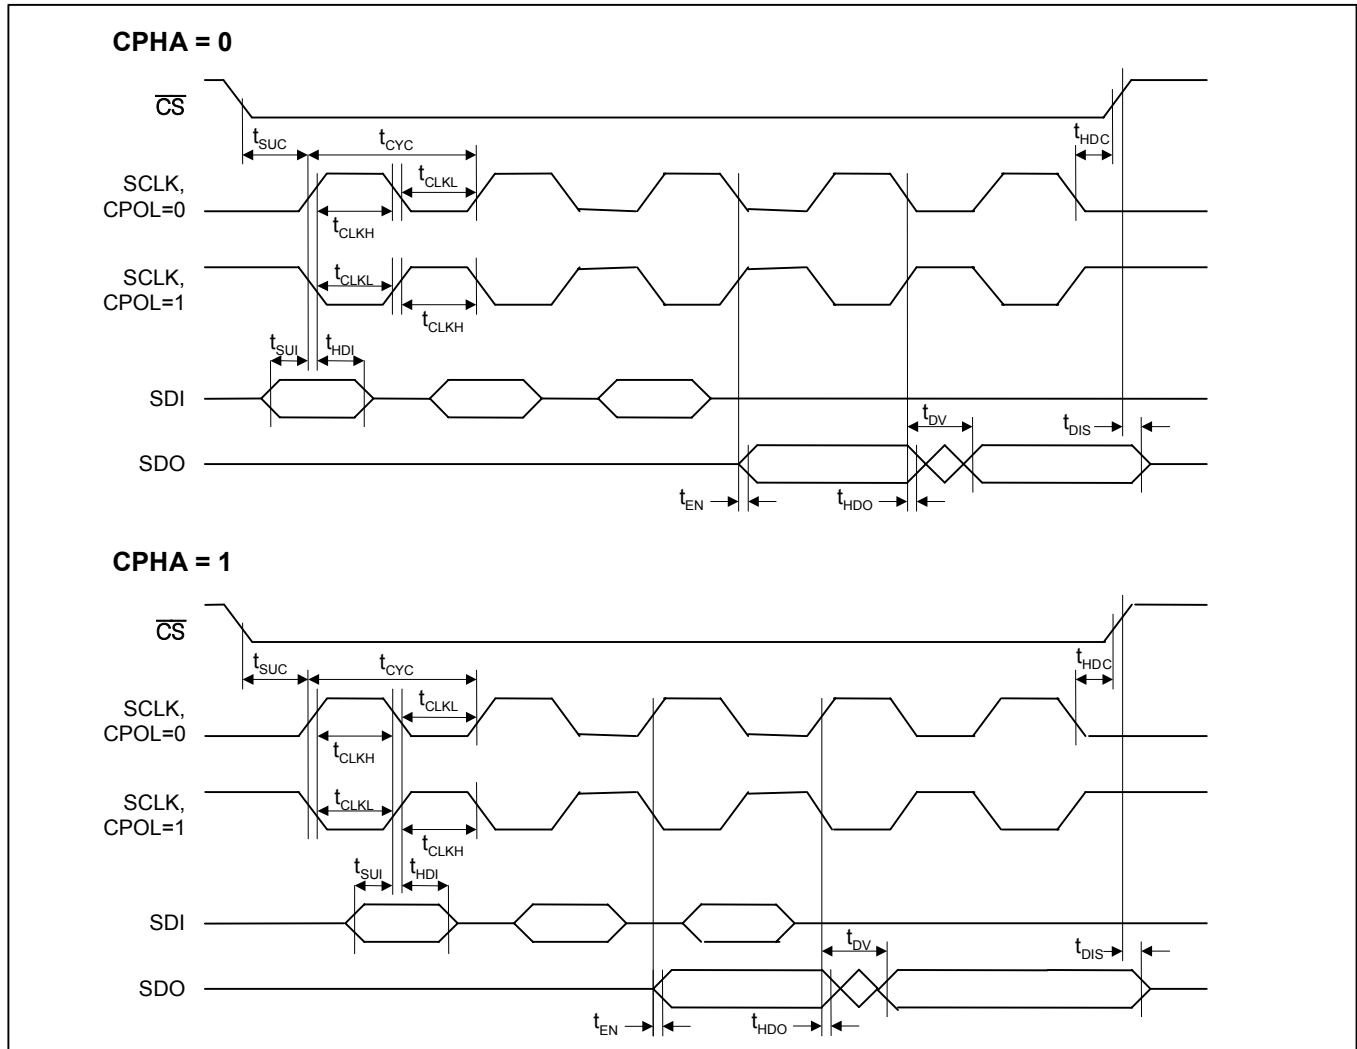 CPHA = 0
CS
tSUC
tCYC
tHDC
tCLKL
SCLK,
CPOL=0
tCLKH
SCLK,
CPOL=1
tCLKL
tCLKH
tSUI
tHDI
SDI
tDV
tDIS
SDO
tEN
tHDO
CPHA = 1
CS
tSUC
tCYC
tHDC
tCLKL
SCLK,
CPOL=0
tCLKH
SCLK,
CPOL=1
tCLKL
tCLKH
tSUI
tHDI
SDI
tDV
tDIS
SDO
tEN
tHDO